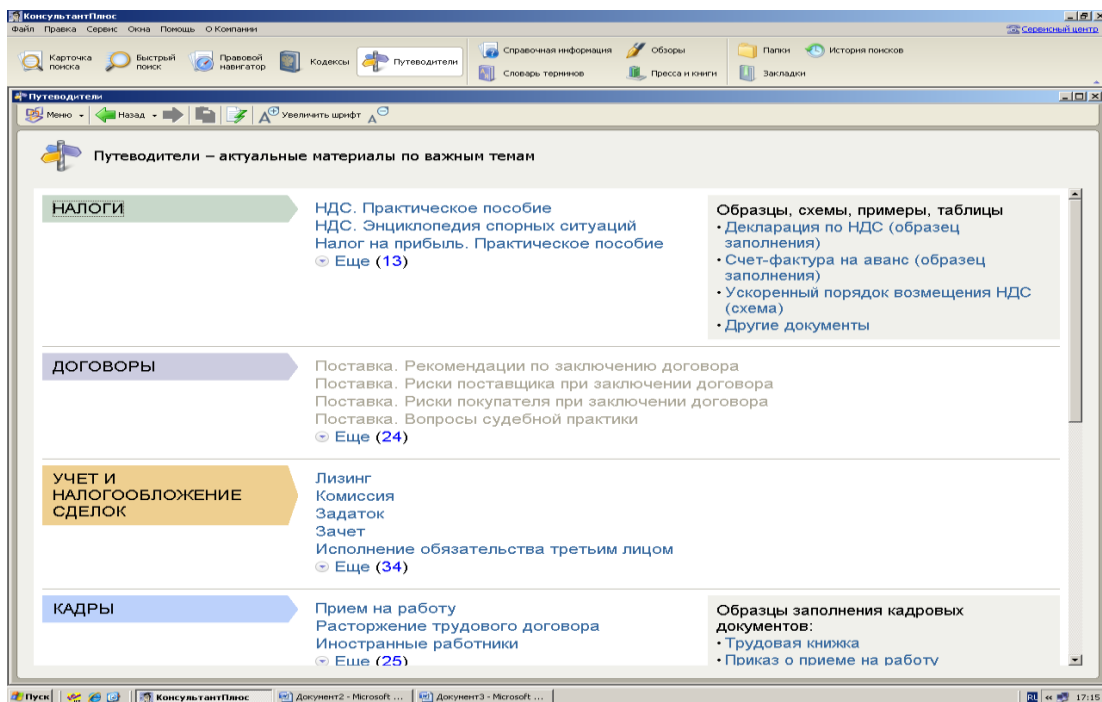 КонсультантПлюс
Файл Правка Сервис Окна Помощь О Компании
Сервисный центр
Карточка поиска
Быстрый поиск
Правовой навигатор
Кодексы
Путеводители
Справочная информация
Словарь терминов
Обзоры
Пресса и книги
Папки
Закладки
История поисков
Путеводители
Меню
Назад
Увеличить шрифт
Путеводители – актуальные материалы по важным темам
НАЛОГИ
НДС. Практическое пособие
НДС. Энциклопедия спорных ситуаций
Налог на прибыль. Практическое пособие
Еще (13)
Образцы, схемы, примеры, таблицы
• Декларация по НДС (образец
заполнения)
• Счет-фактура на аванс (образец
заполнения)
• Ускоренный порядок возмещения НДС
(схема)
• Другие документы
ДОГОВОРЫ
Поставка. Рекомендации по заключению договора
Поставка. Риски поставщика при заключении договора
Поставка. Риски покупателя при заключении договора
Поставка. Вопросы судебной практики
Еще (24)
УЧЕТ И
НАЛОГООБЛОЖЕНИЕ
СДЕЛОК
Лизинг
Комиссия
Задаток
Зачет
Исполнение обязательства третьим лицом
Еще (34)
КАДРЫ
Прием на работу
Расторжение трудового договора
Иностранные работники
Еще (25)
Образцы заполнения кадровых
документов:
• Трудовая книжка
• Приказ о приеме на работу
Пуск
КонсультантПлюс
Документ2 - Microsoft ...
Документ3 - Microsoft ...
RL
17:15